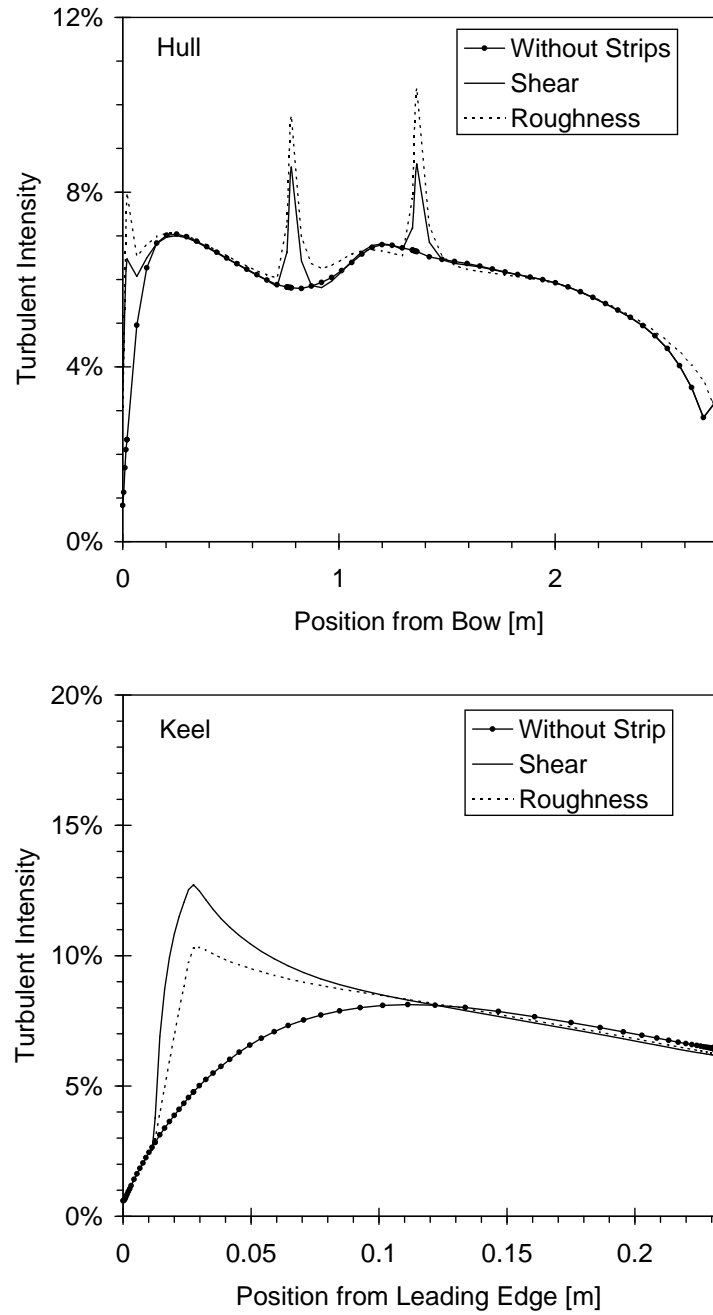 12%
Hull
Without Strips
Shear
Roughness
8%
Turbulent Intensity
4%
0%
0
1
2
Position from Bow [m]
20%
Keel
Without Strip
Shear
Roughness
15%
Turbulent Intensity
10%
5%
0%
0
0.05
0.1
0.15
0.2
Position from Leading Edge [m]